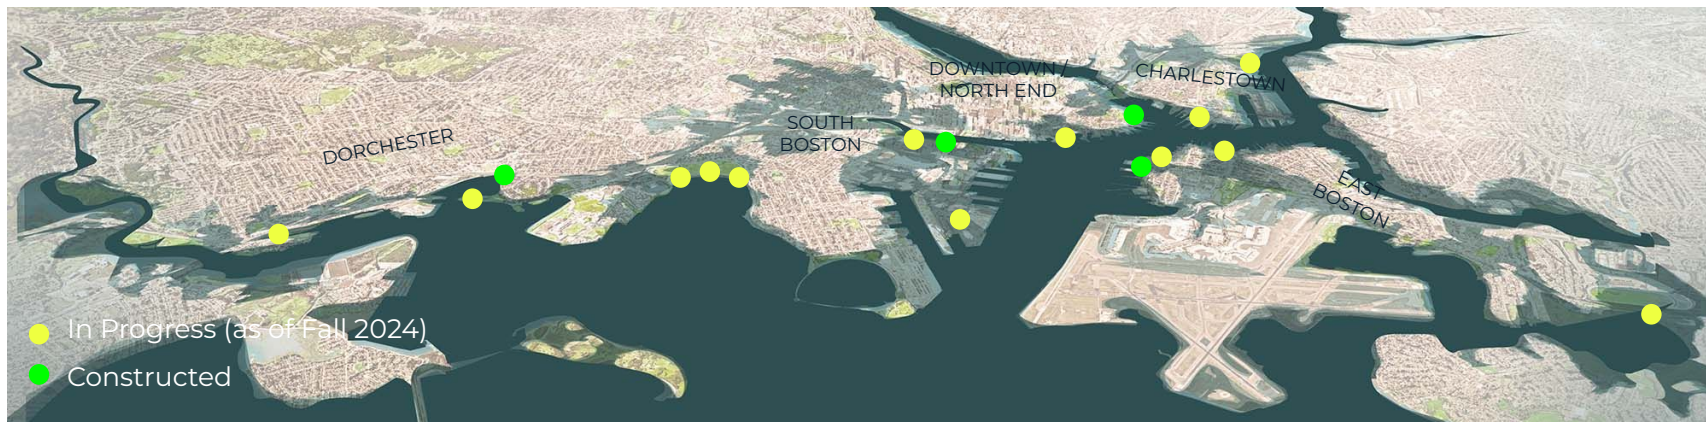 DOWNTOWN /
NORTH END
CHARLESTOWN
SOUTH
BOSTON
DORCHESTER
EAST
BOSTON
In Progress (as of Fall 2024)
Constructed